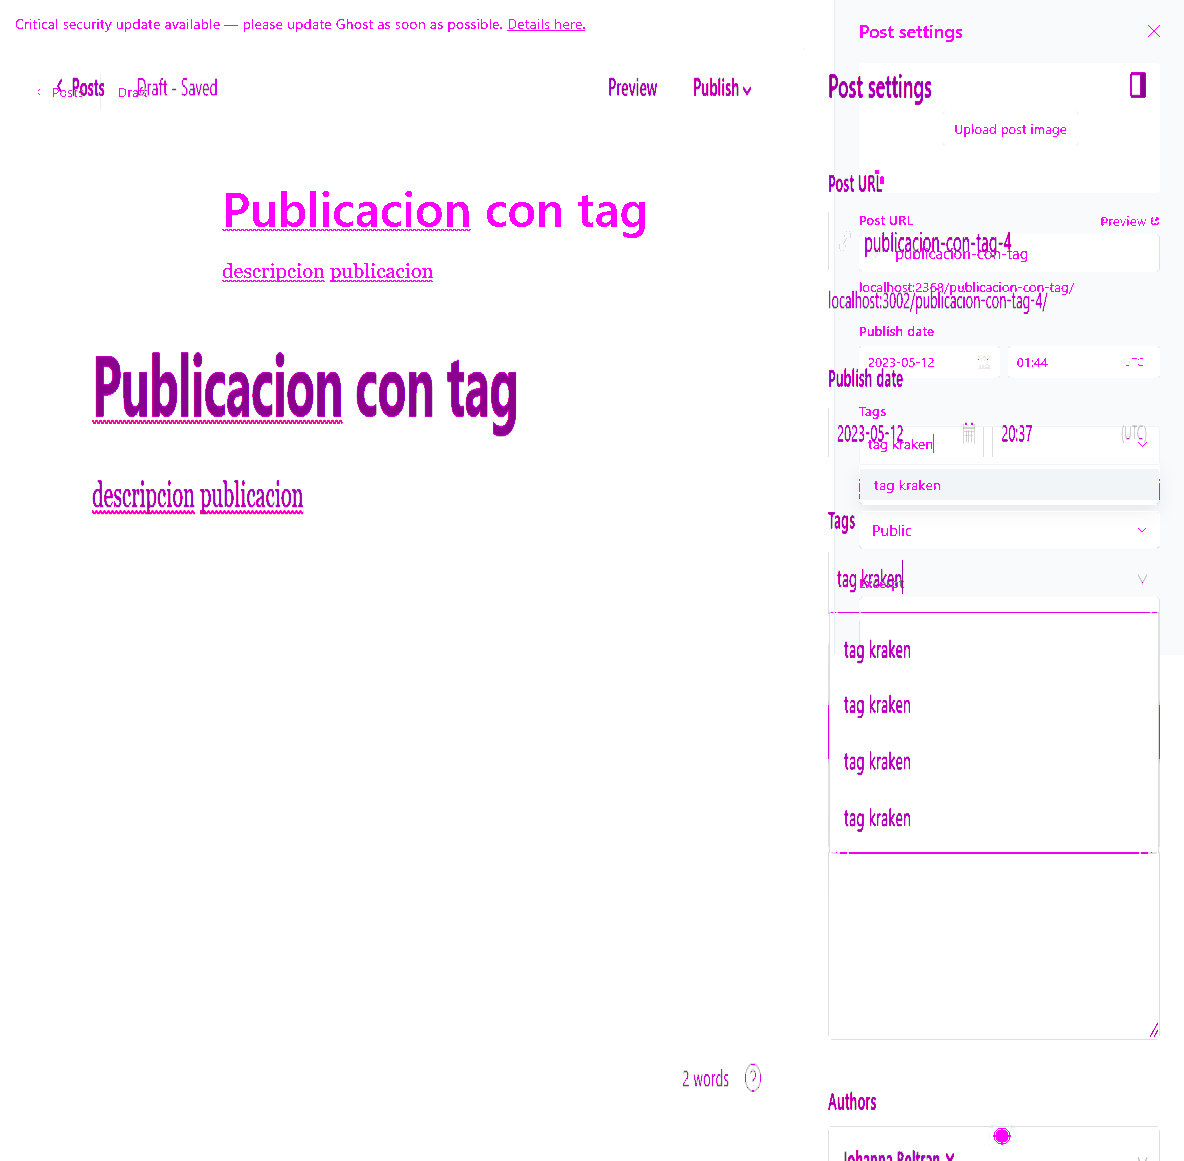 Critical security update available — please update Ghost as soon as possible. Details here.
Post settings
Posts
Draft - Saved
Preview
Publish
Post settings
Posts
Draft
Upload post image
Post URL
Publicacion con tag
Post URL
Preview
publicacion-con-tag-4
publicacion-con-tag
descripcion publicacion
localhost:2368/publicacion-con-tag/
localhost:3002/publicacion-con-tag-4/
Publish date
2023-05-12
01:44
UTC
Publish date
Publicacion con tag
Tags
2023-05-12
20:37
(UTC)
tag kraken
tag kraken
descripcion publicacion
Tags
Public
tag kraken
Excerpt
tag kraken
tag kraken
tag kraken
tag kraken
2 words
?
Authors
Johanna Beltran X